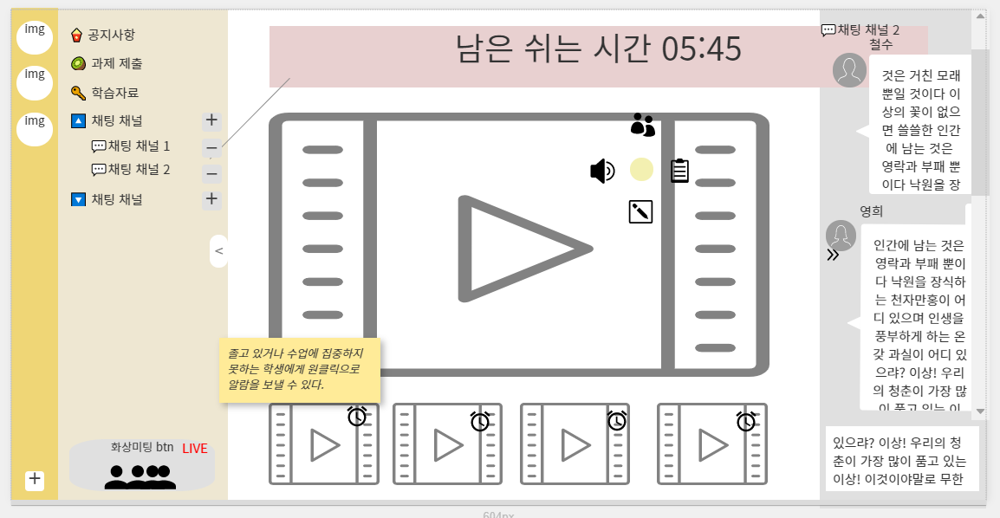 img
img
img
+
공지사항
과제 제출
학습자료
채팅 채널
+
채팅 채널 1
−
채팅 채널 2
−
채팅 채널
+
<
화상미팅 btn LIVE
남은 쉬는 시간 05:45
졸고 있거나 수업에 집중하지
못하는 학생에게 원클릭으로
알람을 보낼 수 있다.
채팅 채널 2
철수
것은 거친 모래
뿐일 것이다 이
상의 꽃이 없으
면 쓸쓸한 인간
에 남는 것은
영락과 부패 뿐
이다 낙원을 장
영희
인간에 남는 것은
영락과 부패 뿐이
다 낙원을 장식하
는 천자만홍이 어
디 있으며 인생을
풍부하게 하는 온
갖 과실이 어디 있
으랴? 이상! 우리
의 청춘이 가장 많
이 품고 있는 이
있으랴? 이상! 우리의 청
춘이 가장 많이 품고 있는
이상! 이것이야말로 무한
604px